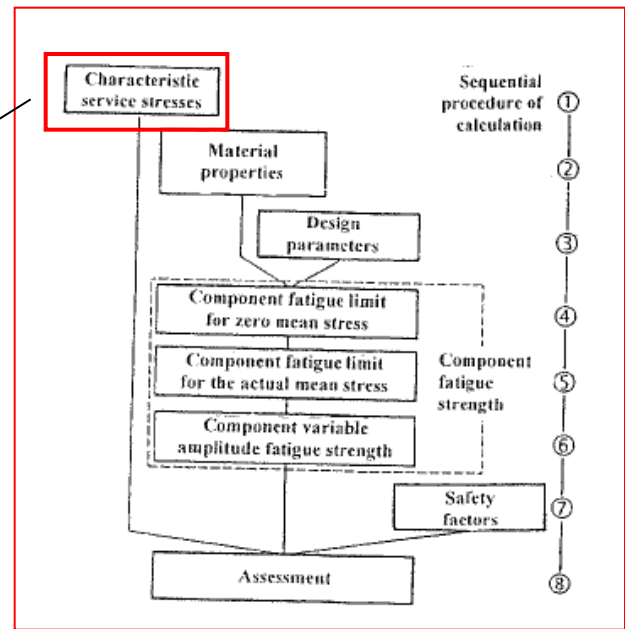 Characteristic
service stresses
Sequential
procedure of
calculation
①
Material
properties
②
Design
parameters
③
Component fatigue limit
for zero mean stress
④
Component fatigue limit
for the actual mean stress
Component
fatigue
strength
⑤
Component variable
amplitude fatigue strength
⑥
Safety
factors
⑦
Assessment
⑧